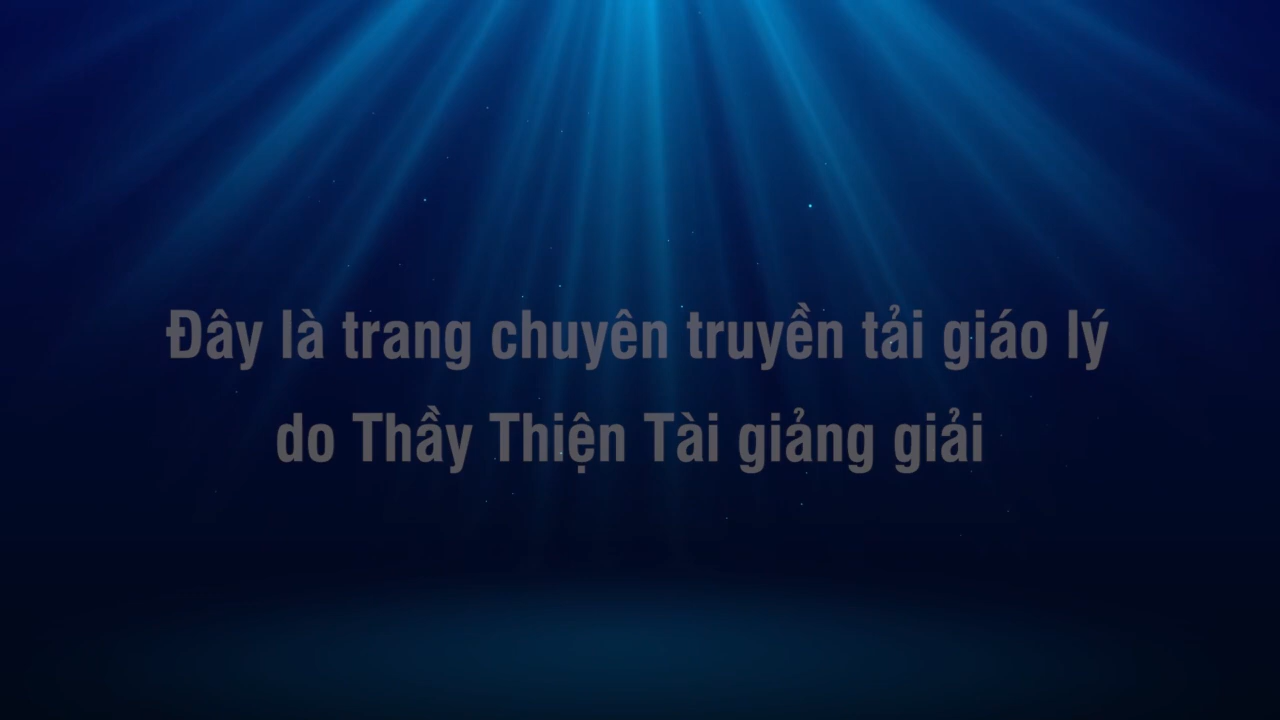 Đây là trang chuyên truyền tải giáo lý
do Thầy Thiện Tài giảng giải